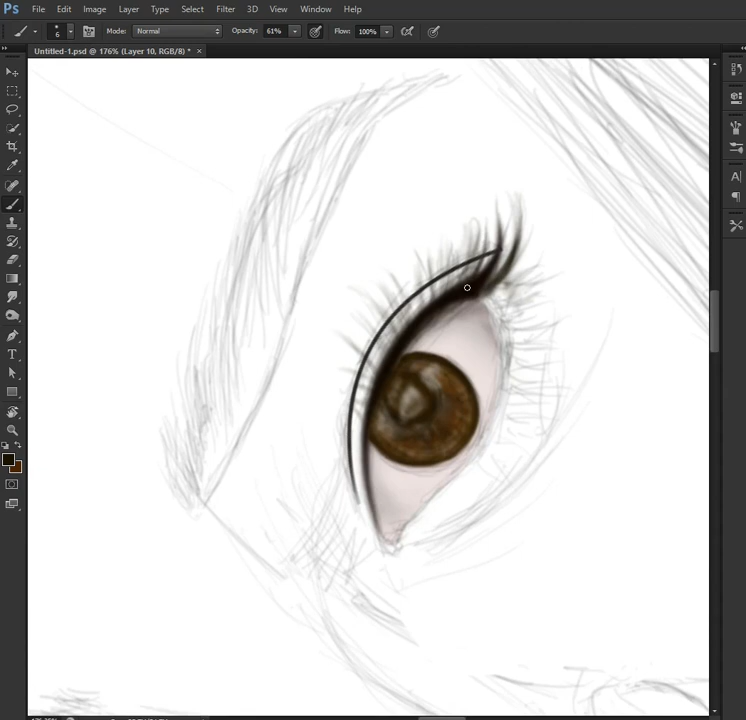 Ps File Edit Image Layer Type Select Filter 3D View Window Help
6 Mode: Normal Opacity: 61% Flow: 100%
Untitled-1.psd @ 176% (Layer 10, RGB/8) * ×
A
T